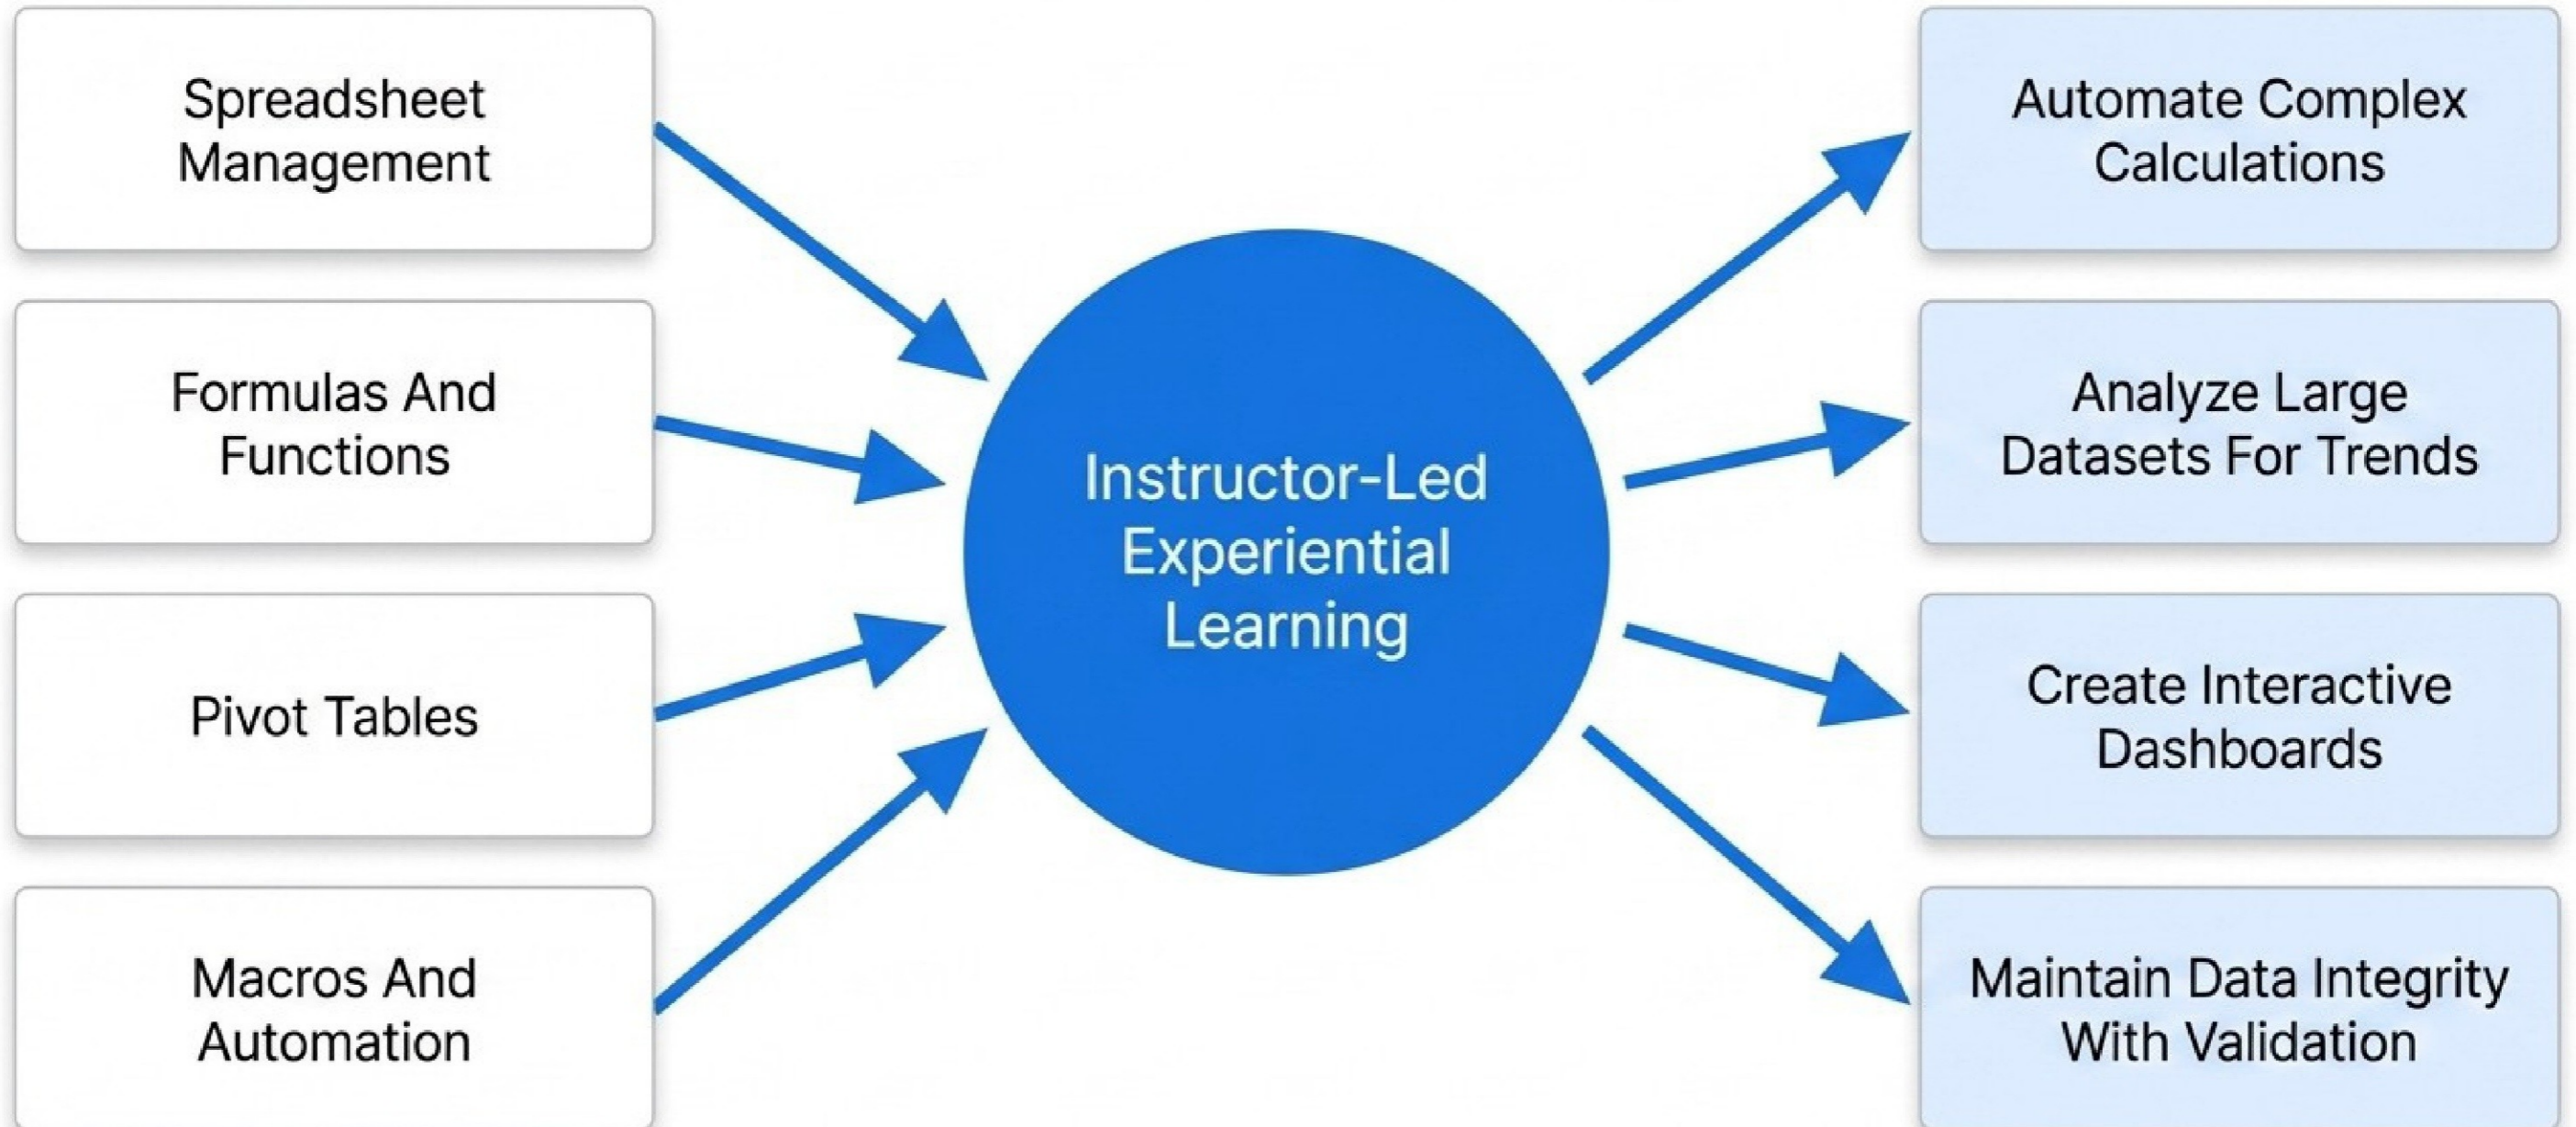 Spreadsheet
Management
Formulas And
Functions
Pivot Tables
Macros And
Automation
Instructor-Led
Experiential
Learning
Automate Complex
Calculations
Analyze Large
Datasets For Trends
Create Interactive
Dashboards
Maintain Data Integrity
With Validation